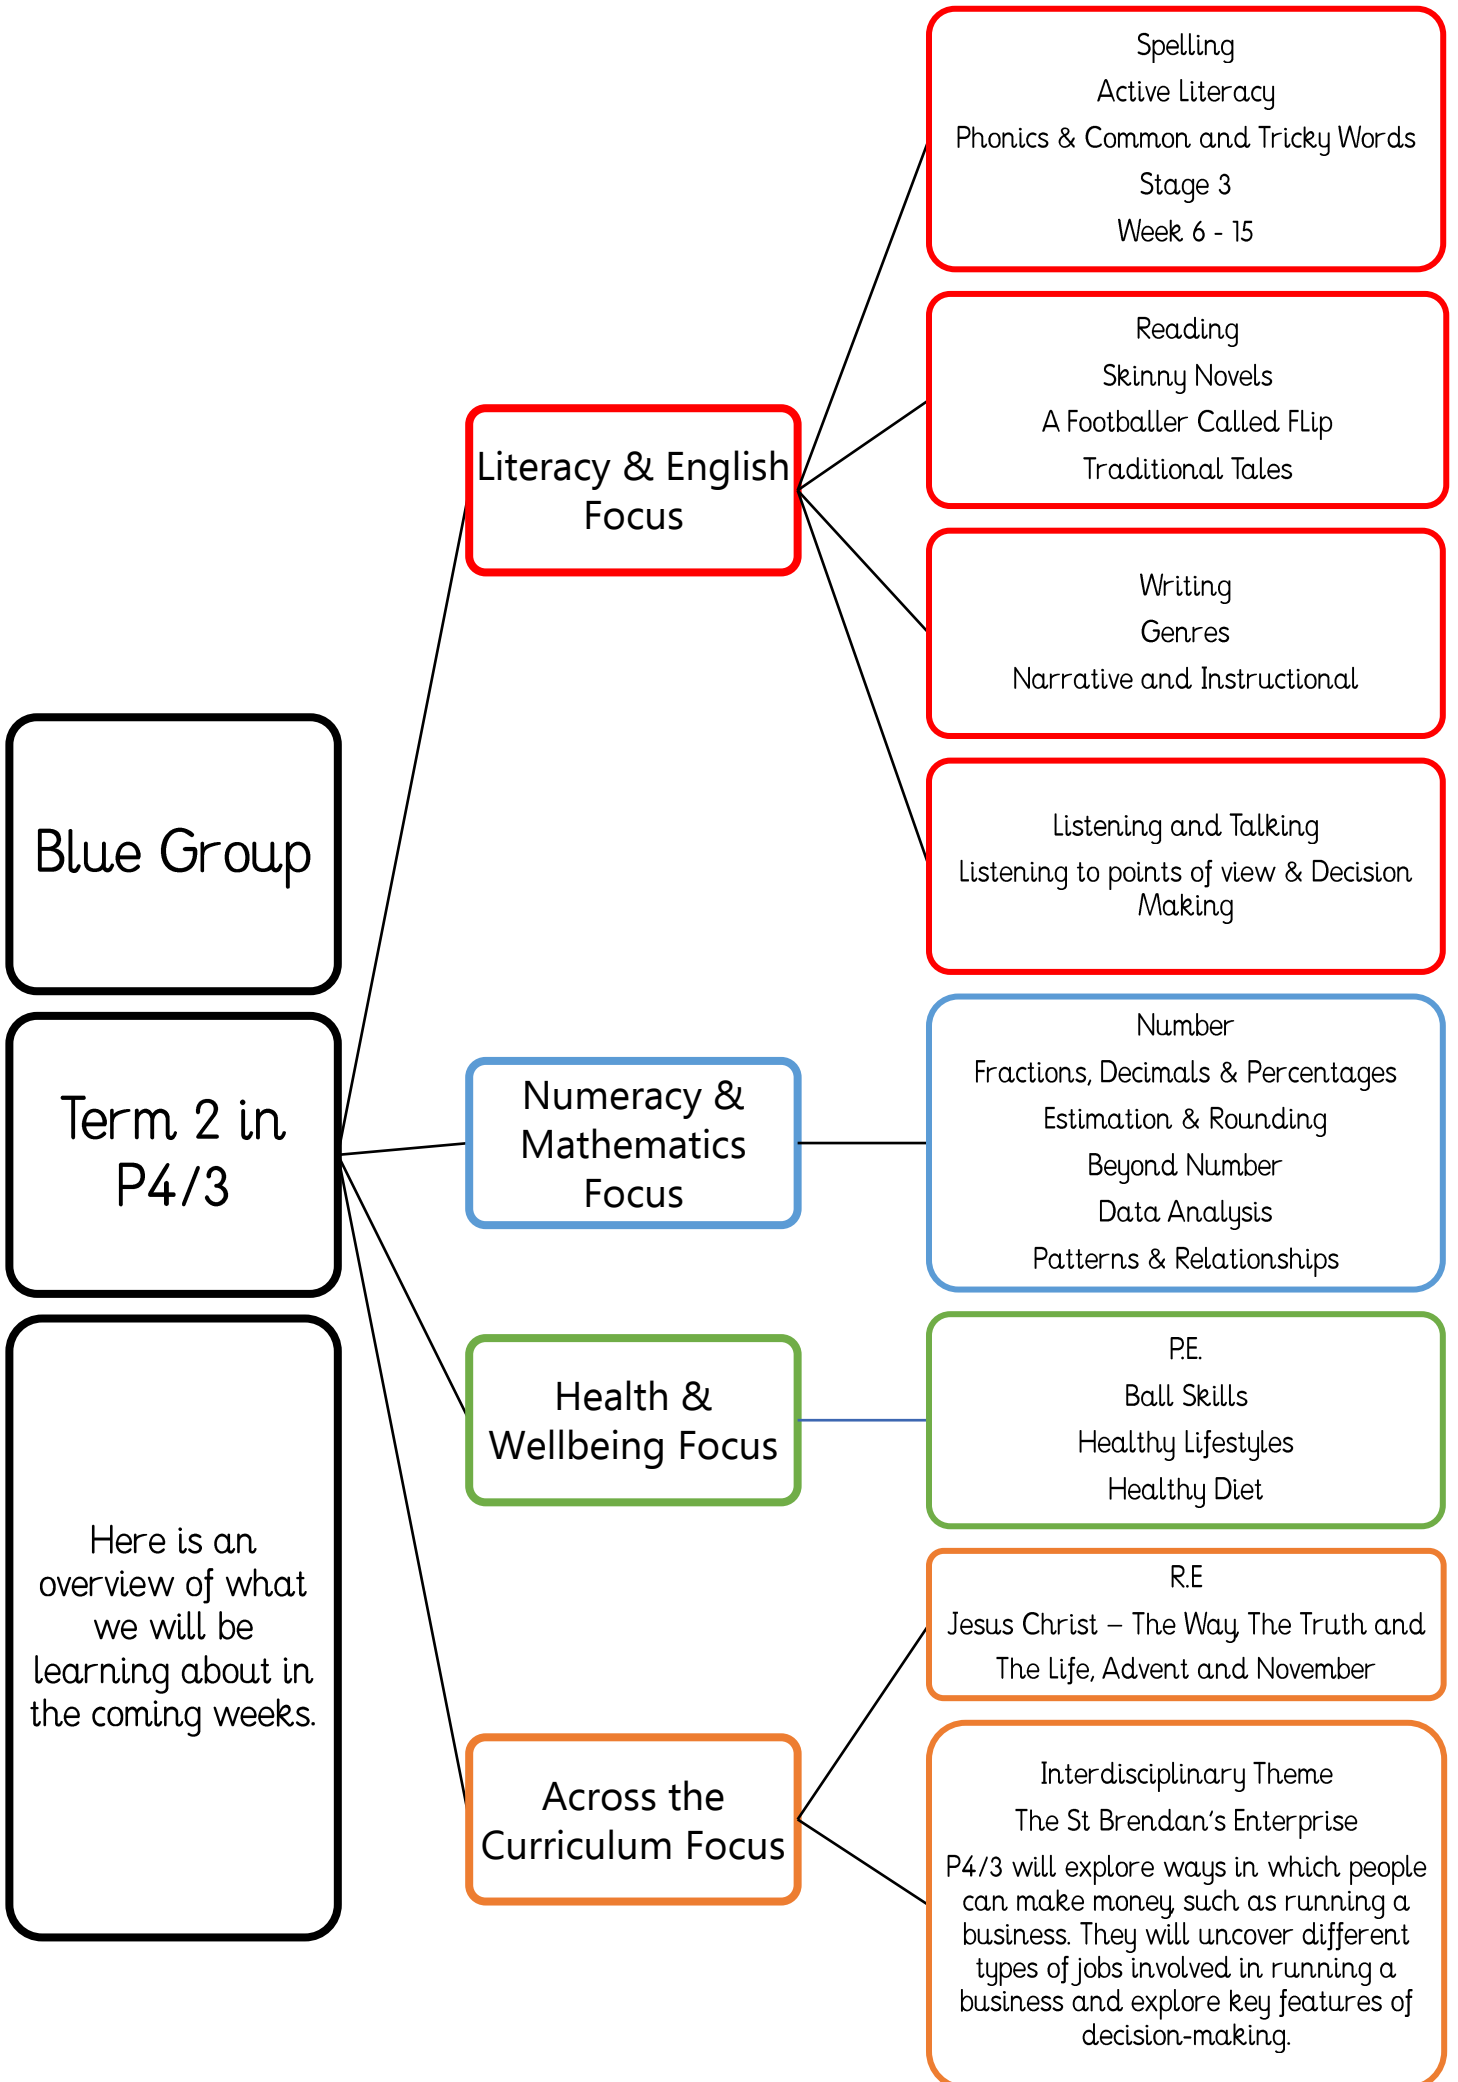 Blue Group
Term 2 in
P4/3
Here is an
overview of what
we will be
learning about in
the coming weeks.
Literacy & English
Focus
Spelling
Active Literacy
Phonics & Common and Tricky Words
Stage 3
Week 6 - 15
Reading
Skinny Novels
A Footballer Called FLip
Traditional Tales
Writing
Genres
Narrative and Instructional
Listening and Talking
Listening to points of view & Decision
Making
Numeracy &
Mathematics
Focus
Number
Fractions, Decimals & Percentages
Estimation & Rounding
Beyond Number
Data Analysis
Patterns & Relationships
Health &
Wellbeing Focus
P.E.
Ball Skills
Healthy Lifestyles
Healthy Diet
Across the
Curriculum Focus
R.E
Jesus Christ – The Way, The Truth and
The Life, Advent and November
Interdisciplinary Theme
The St Brendan's Enterprise
P4/3 will explore ways in which people
can make money, such as running a
business. They will uncover different
types of jobs involved in running a
business and explore key features of
decision-making.